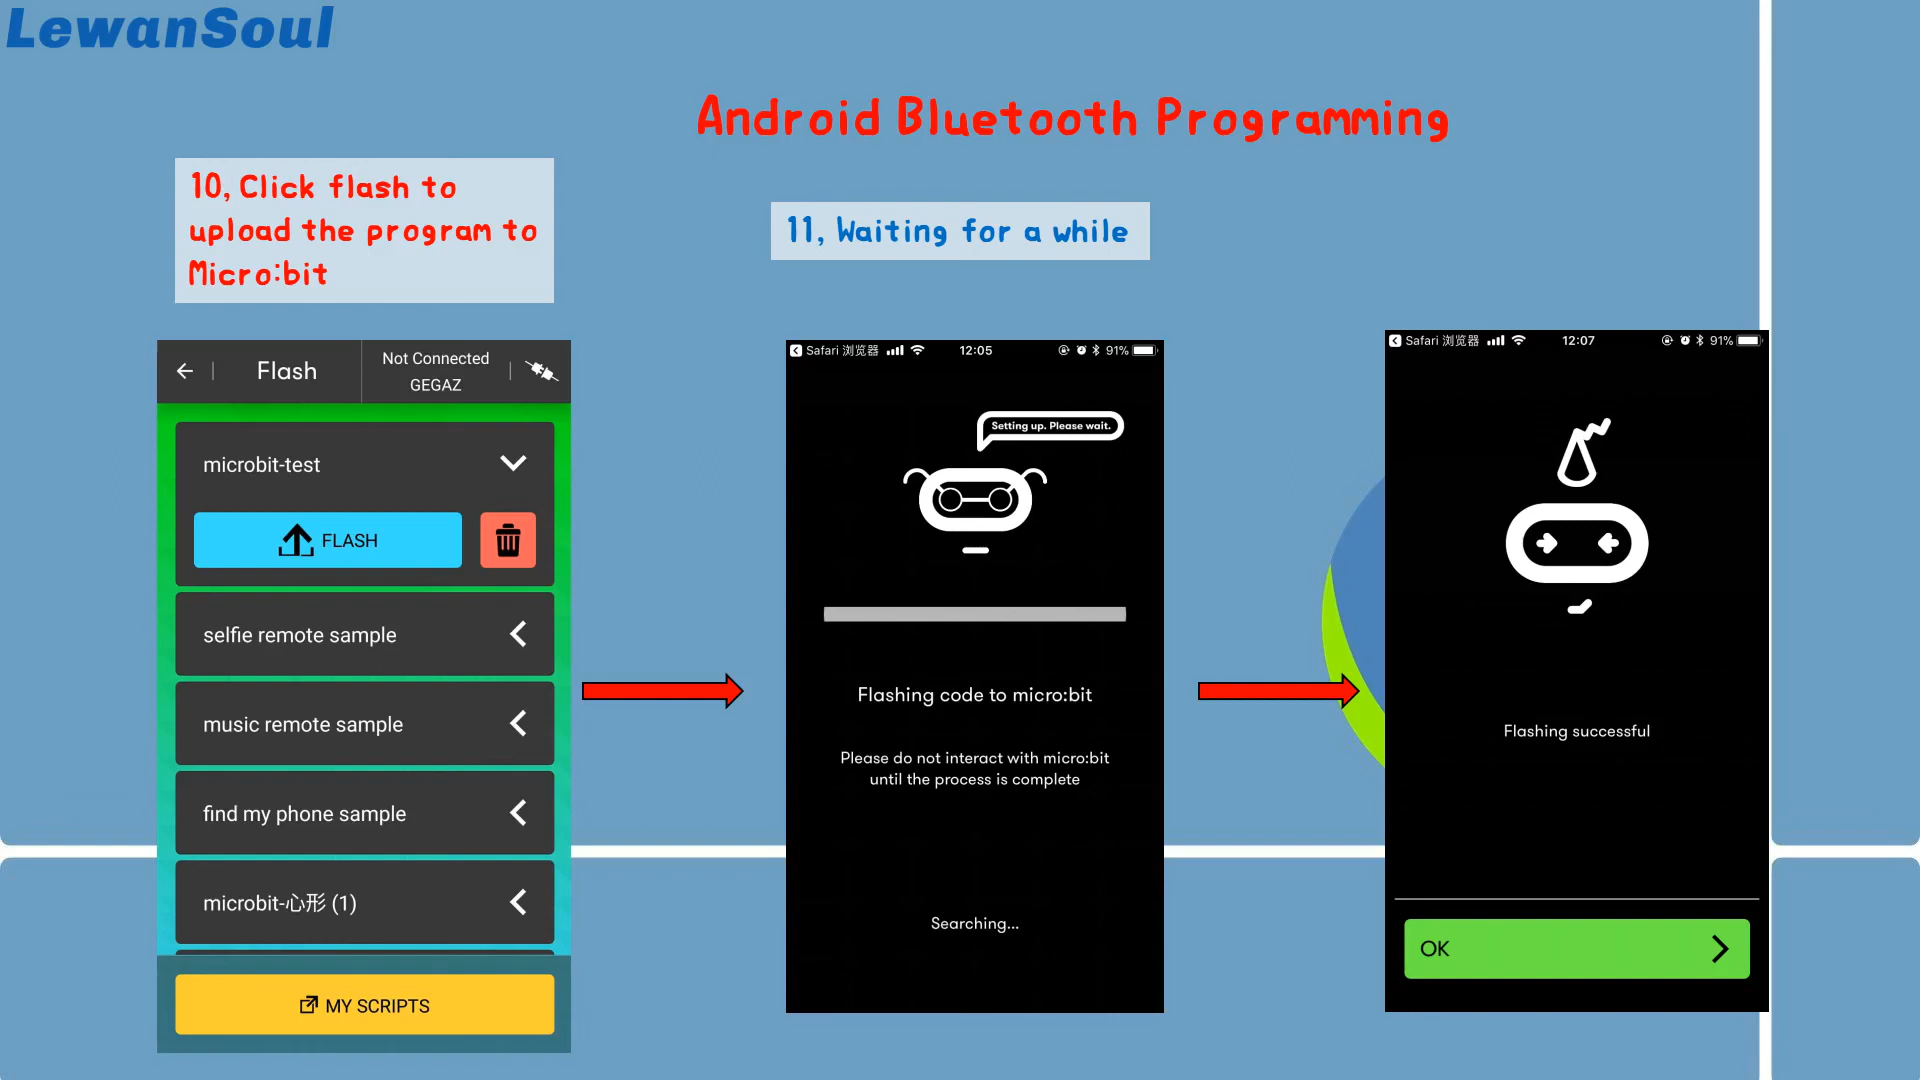 LewanSoul
Android Bluetooth Programming
10, Click flash to
upload the program to
Micro:bit
11, Waiting for a while
Flash
Not Connected
GEGAZ
microbit-test
FLASH
selfie remote sample
music remote sample
find my phone sample
microbit-心形 (1)
MY SCRIPTS
Safari 浏览器
12:05
91%
Setting up. Please wait.
Flashing code to micro:bit
Please do not interact with micro:bit
until the process is complete
Searching...
Safari 浏览器
12:07
91%
Flashing successful
OK